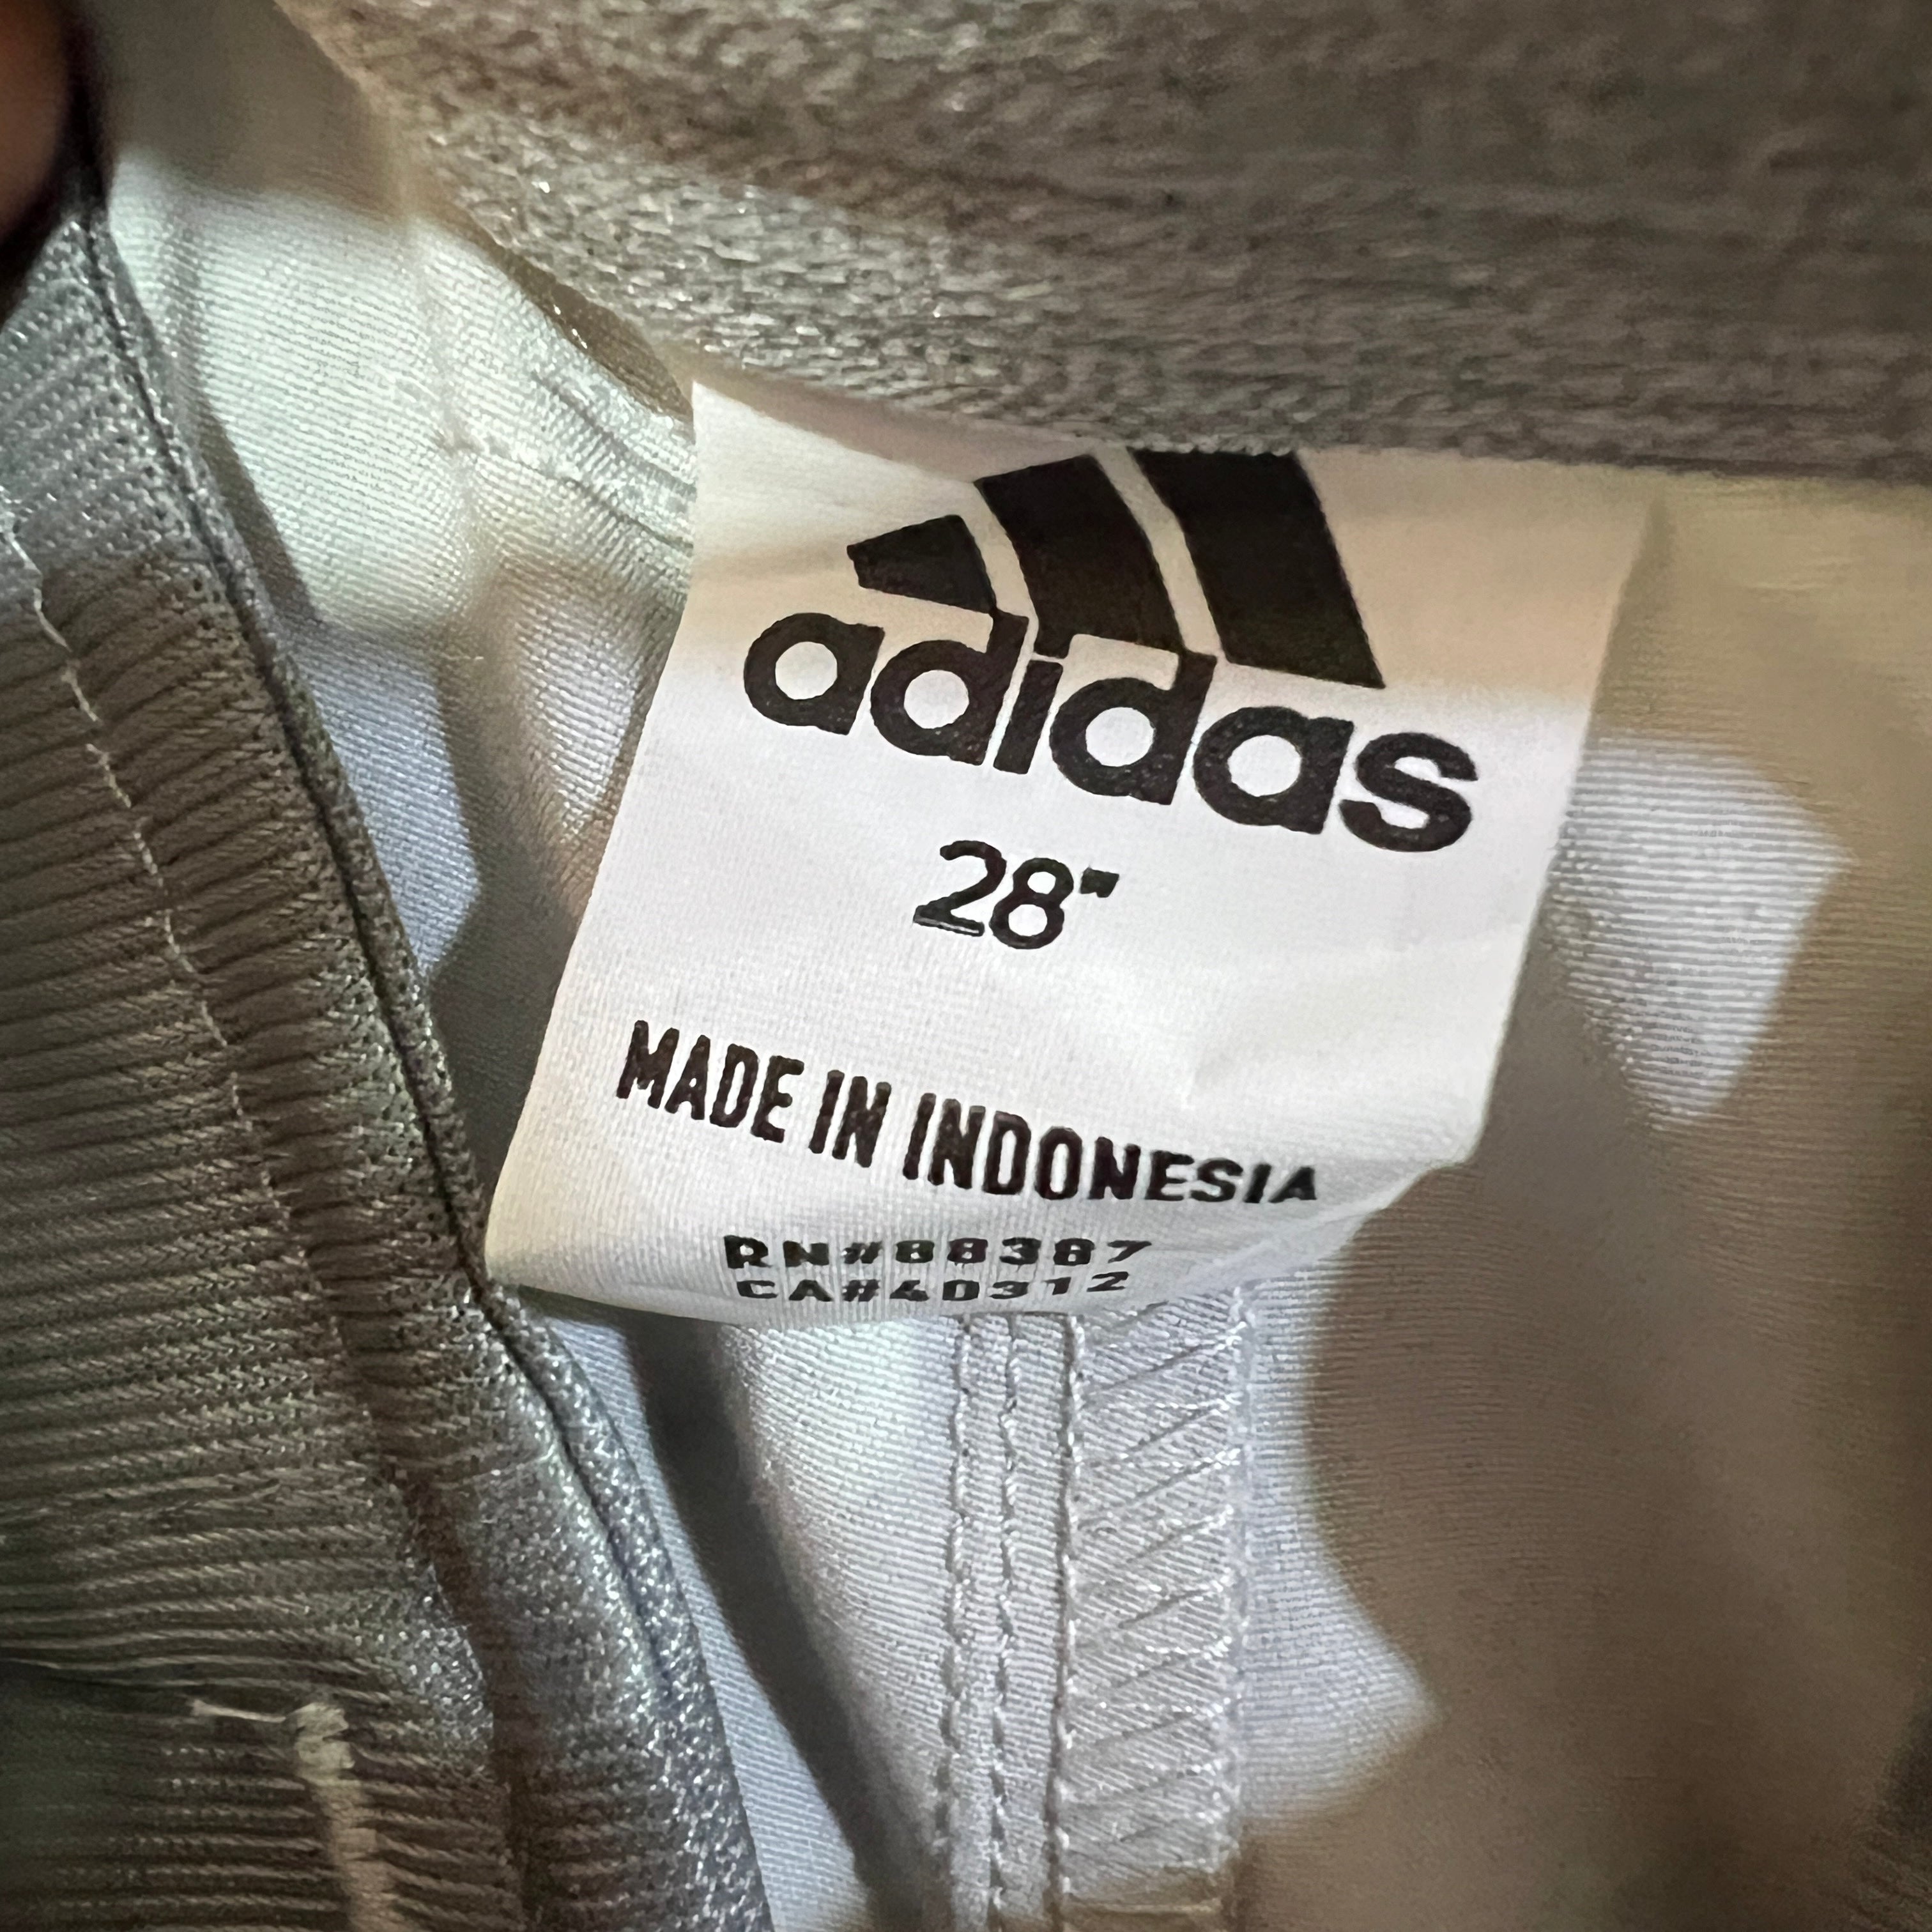 adidas
28"
MADE IN INDONESIA
RN#88387
CA#40312